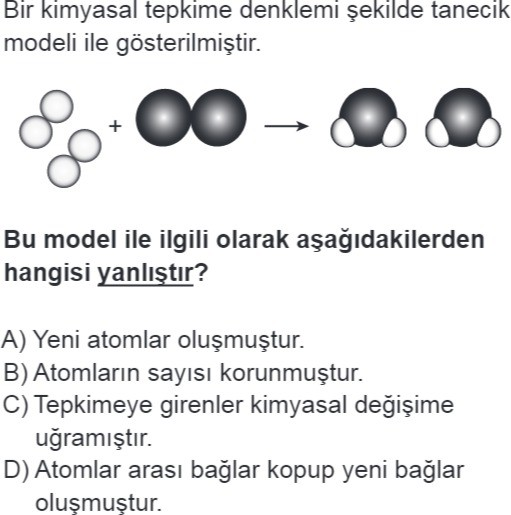 Bir kimyasal tepkime denklemi şekilde tanecik
modeli ile gösterilmiştir.
+
Bu model ile ilgili olarak aşağıdakilerden
hangisi yanlıştır?
A) Yeni atomlar oluşmuştur.
B) Atomların sayısı korunmuştur.
C) Tepkimeye girenler kimyasal değişime
uğramıştır.
D) Atomlar arası bağlar kopup yeni bağlar
oluşmuştur.